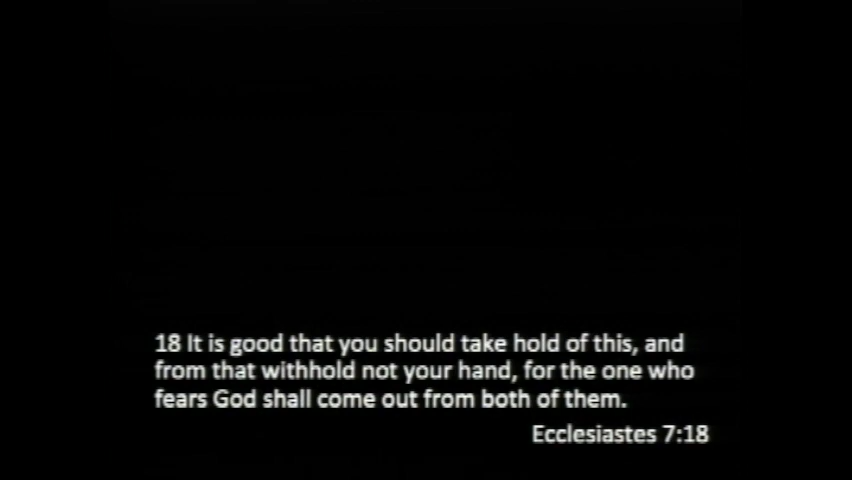 18 It is good that you should take hold of this, and
from that withhold not your hand, for the one who
fears God shall come out from both of them.
Ecclesiastes 7:18